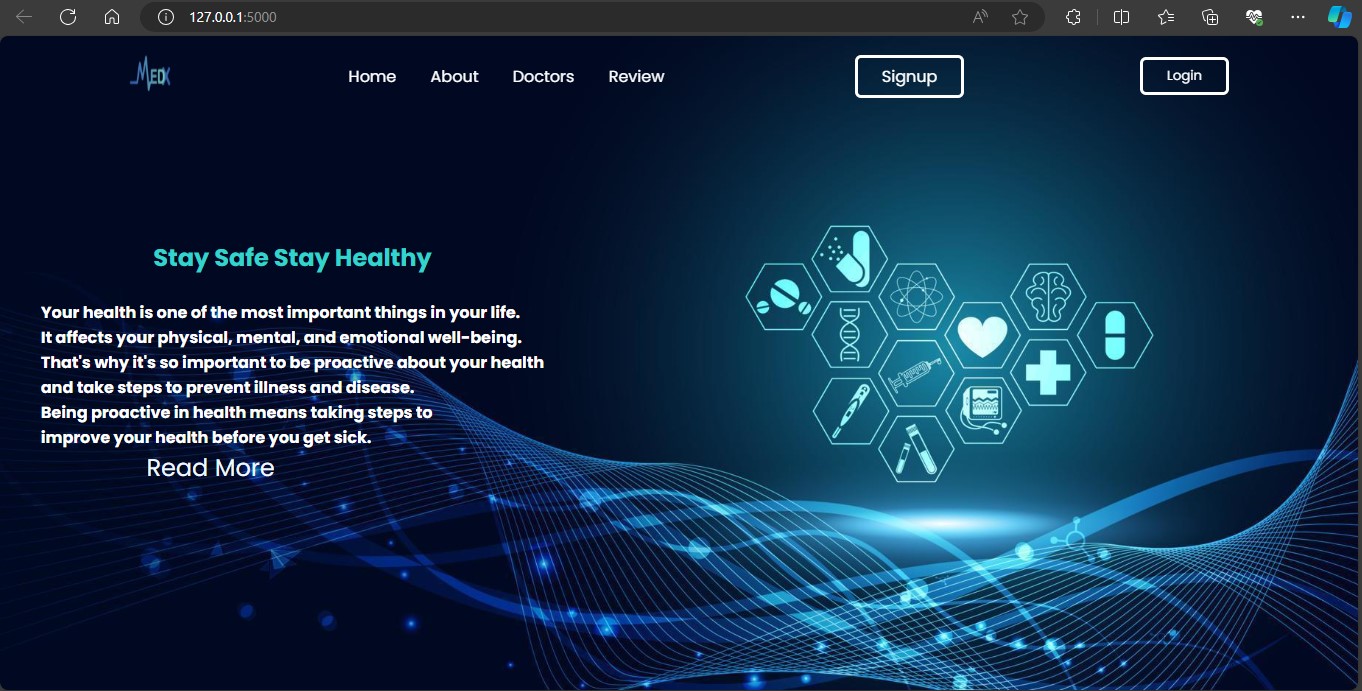 127.0.0.1:5000
MEDX
Home About Doctors Review Signup Login
Stay Safe Stay Healthy
Your health is one of the most important things in your life.
It affects your physical, mental, and emotional well-being.
That's why it's so important to be proactive about your health
and take steps to prevent illness and disease.
Being proactive in health means taking steps to
improve your health before you get sick.
Read More